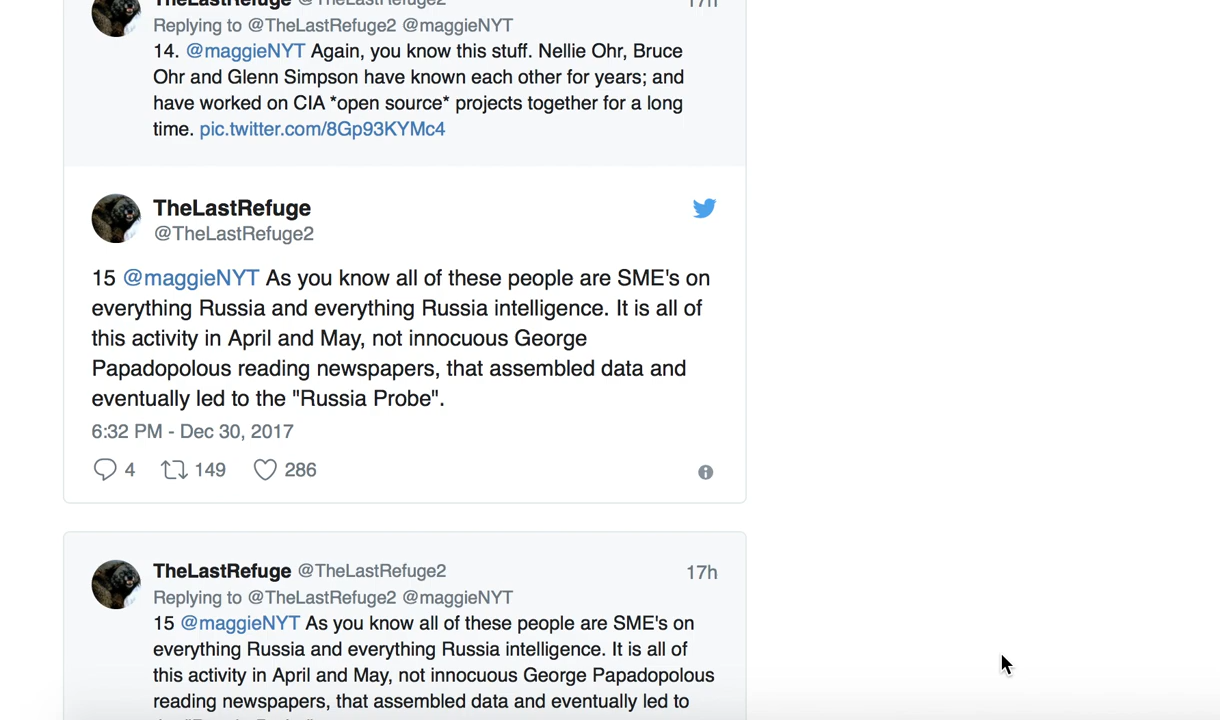 TheLastRefuge @TheLastRefuge2 17h
Replying to @TheLastRefuge2 @maggieNYT
14. @maggieNYT Again, you know this stuff. Nellie Ohr, Bruce
Ohr and Glenn Simpson have known each other for years; and
have worked on CIA *open source* projects together for a long
time. pic.twitter.com/8Gp93KYMc4
TheLastRefuge
@TheLastRefuge2
15 @maggieNYT As you know all of these people are SME's on
everything Russia and everything Russia intelligence. It is all of
this activity in April and May, not innocuous George
Papadopolous reading newspapers, that assembled data and
eventually led to the "Russia Probe".
6:32 PM - Dec 30, 2017
4 149 286
TheLastRefuge @TheLastRefuge2 17h
Replying to @TheLastRefuge2 @maggieNYT
15 @maggieNYT As you know all of these people are SME's on
everything Russia and everything Russia intelligence. It is all of
this activity in April and May, not innocuous George Papadopolous
reading newspapers, that assembled data and eventually led to